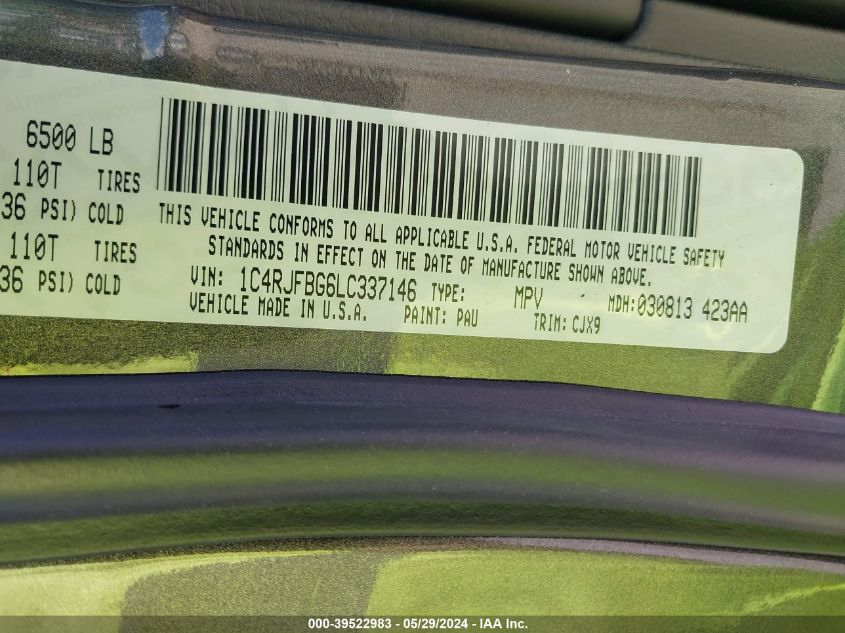 6500 LB
110T TIRES
36 PSI) COLD
110T TIRES
36 PSI) COLD
THIS VEHICLE CONFORMS TO ALL APPLICABLE U.S.A. FEDERAL MOTOR VEHICLE SAFETY
STANDARDS IN EFFECT ON THE DATE OF MANUFACTURE SHOWN ABOVE.
VIN: 1C4RJFBG6LC337146 TYPE: MPV MDH:030813 423AA
VEHICLE MADE IN U.S.A. PAINT: PAU TRIM: CJX9
000-39522983 - 05/29/2024 - IAA Inc.